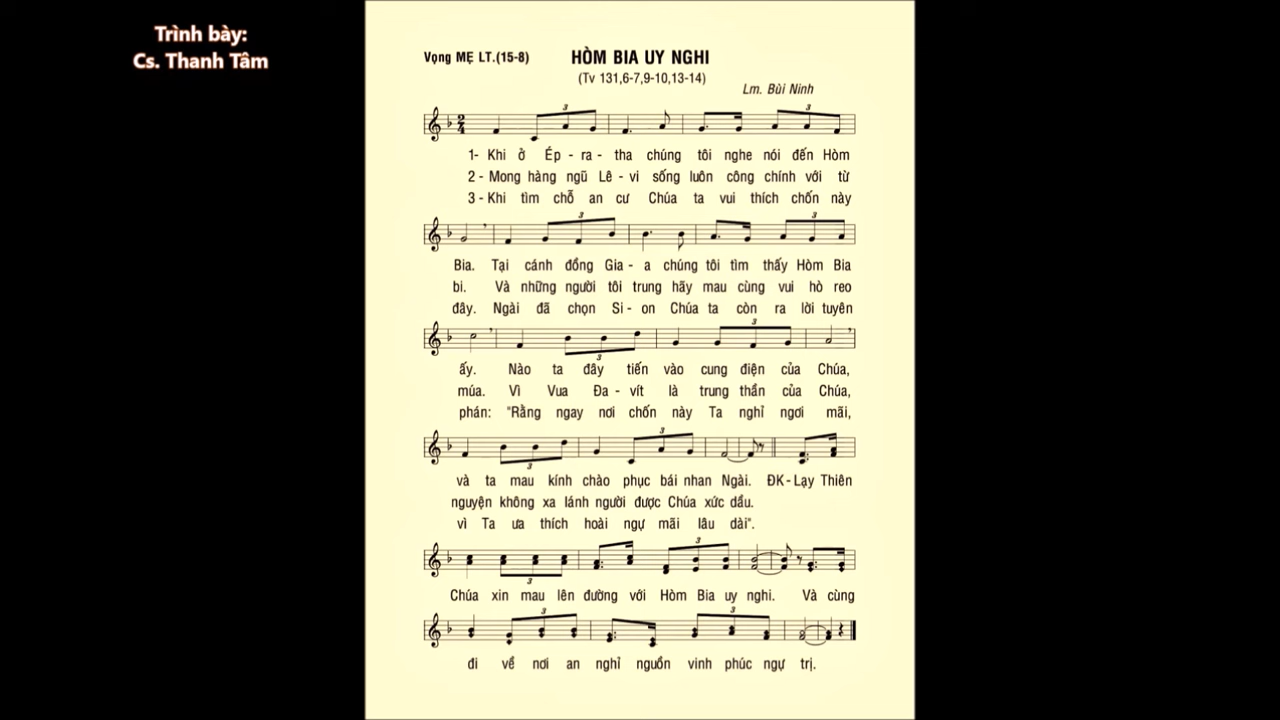 Trình bày:
Cs. Thanh Tâm
Vọng MẸ LT.(15-8)
HÒM BIA UY NGHI
(Tv 131,6-7,9-10,13-14)
Lm. Bùi Ninh
1- Khi ở Ép - ra - tha chúng tôi nghe nói đến Hòm
2 - Mong hàng ngũ Lê - vi sống luôn công chính với từ
3 - Khi tìm chỗ an cư Chúa ta vui thích chốn này
Bia. Tại cánh đồng Gia - a chúng tôi tìm thấy Hòm Bia
bi. Và những người tôi trung hãy mau cùng vui hò reo
đây. Ngài đã chọn Si - on Chúa ta còn ra lời tuyên
ấy. Nào ta đây tiến vào cung điện của Chúa,
múa. Vì Vua Đa - vít là trung thần của Chúa,
phán: "Rằng ngay nơi chốn này Ta nghỉ ngơi mãi,
và ta mau kính chào phục bái nhan Ngài. ĐK-Lạy Thiên
nguyện không xa lánh người được Chúa xức dầu.
vì Ta ưa thích hoài ngự mãi lâu dài".
Chúa xin mau lên đường với Hòm Bia uy nghi. Và cùng
đi về nơi an nghỉ nguồn vinh phúc ngự trị.